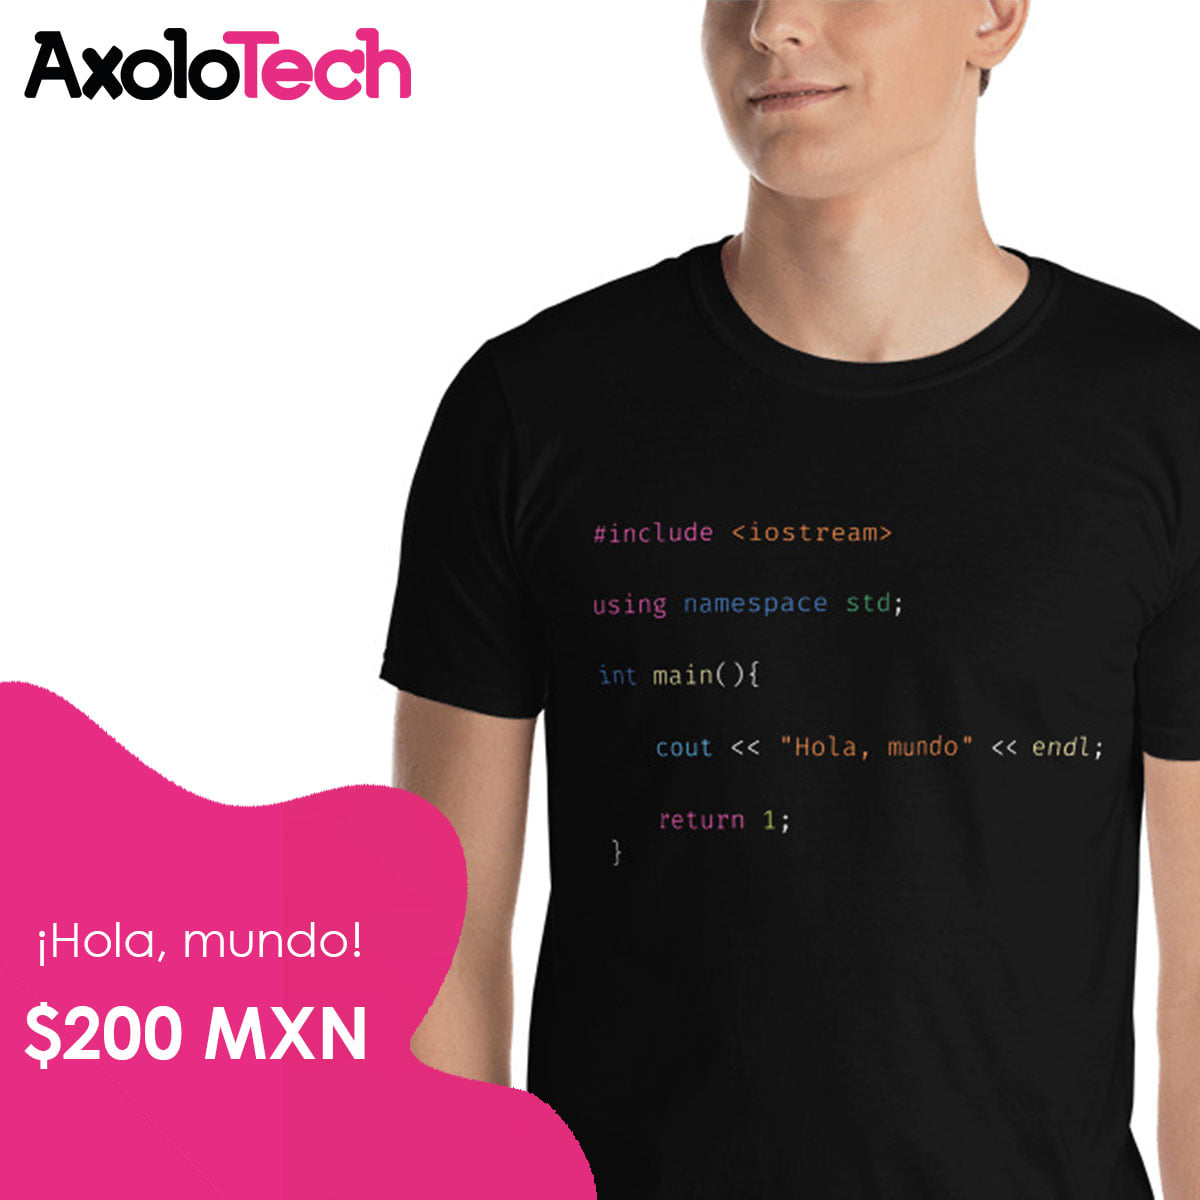 AxoloTech
#include <iostream>
using namespace std;
int main(){
cout << "Hola, mundo" << endl;
return 1;
}
¡Hola, mundo!
$200 MXN